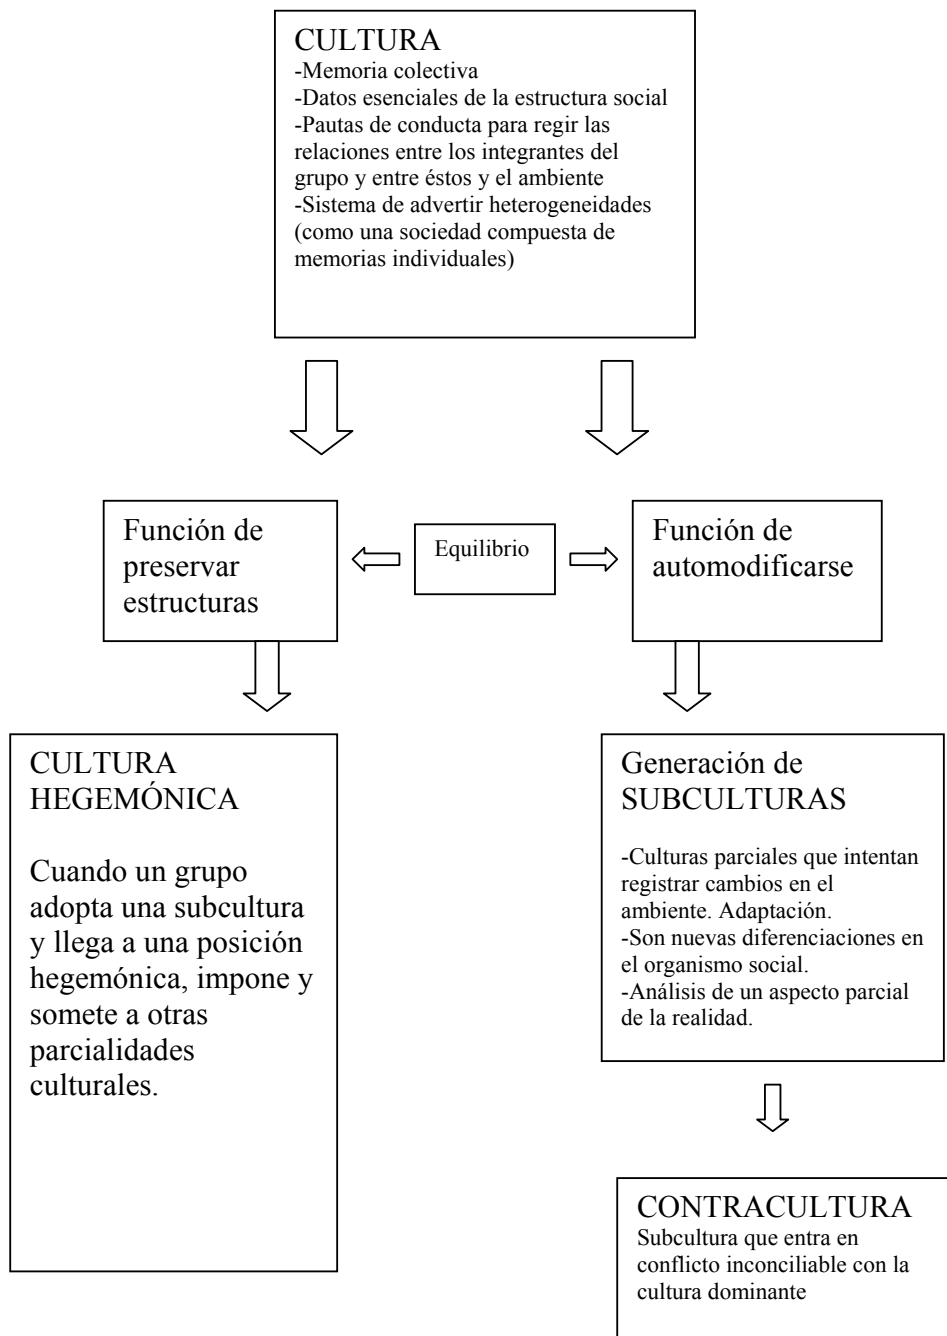 CULTURA
-Memoria colectiva
-Datos esenciales de la estructura social
-Pautas de conducta para regir las
relaciones entre los integrantes del
grupo y entre éstos y el ambiente
-Sistema de advertir heterogeneidades
(como una sociedad compuesta de
memorias individuales)
Función de
preservar
estructuras
Equilibrio
Función de
automodificarse
CULTURA
HEGEMÓNICA
Cuando un grupo
adopta una subcultura
y llega a una posición
hegemónica, impone y
somete a otras
parcialidades
culturales.
Generación de
SUBCULTURAS
-Culturas parciales que intentan
registrar cambios en el
ambiente. Adaptación.
-Son nuevas diferenciaciones en
el organismo social.
-Análisis de un aspecto parcial
de la realidad.
CONTRACULTURA
Subcultura que entra en
conflicto inconciliable con la
cultura dominante